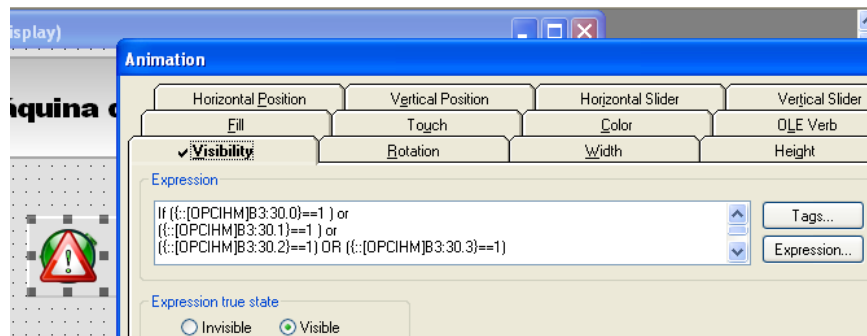 isplay)
áquina d
Animation
Horizontal Position
Vertical Position
Horizontal Slider
Vertical Slider
Fill
Touch
Color
OLE Verb
Visibility
Rotation
Width
Height
Expression
If ({::[OPCIHM]B3:30.0}==1 ) or
({::[OPCIHM]B3:30.1}==1 ) or
({::[OPCIHM]B3:30.2}==1) OR ({::[OPCIHM]B3:30.3}==1)
Tags...
Expression...
Expression true state
Invisible
Visible